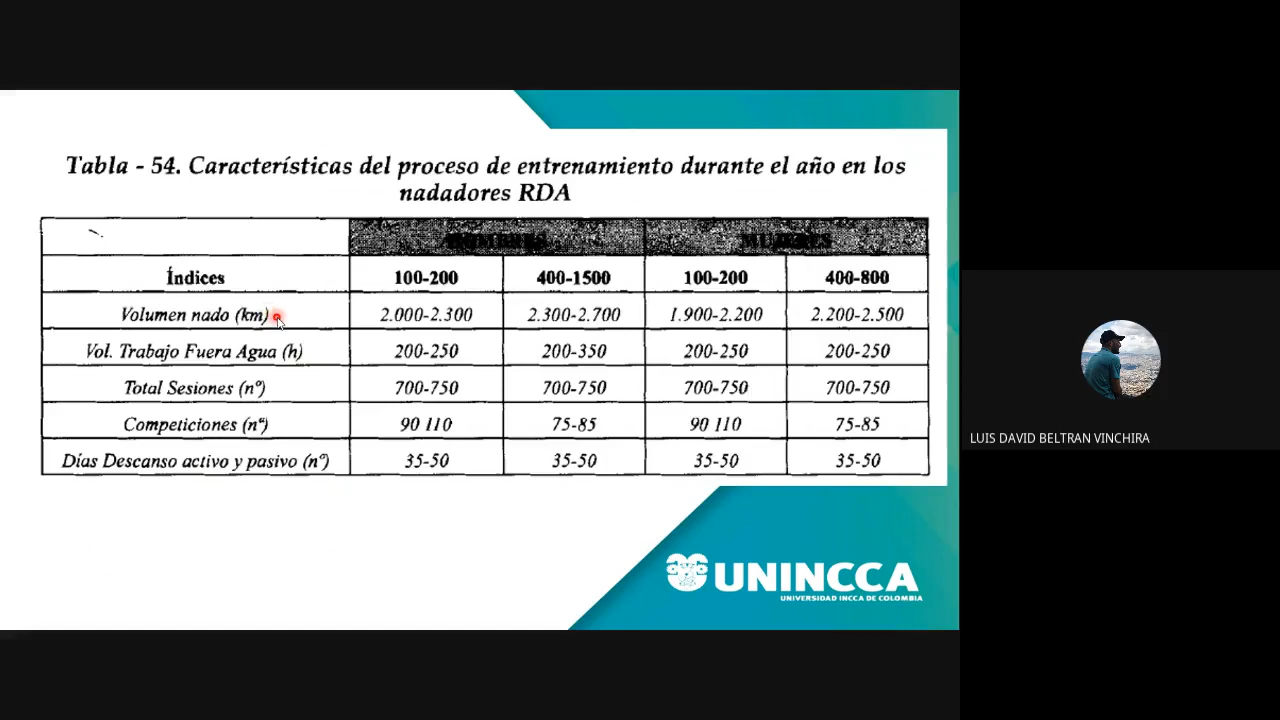 Tabla - 54. Características del proceso de entrenamiento durante el año en los
nadadores RDA
HOMBRES MUJERES
Índices 100-200 400-1500 100-200 400-800
Volumen nado (km) 2.000-2.300 2.300-2.700 1.900-2.200 2.200-2.500
Vol. Trabajo Fuera Agua (h) 200-250 200-350 200-250 200-250
Total Sesiones (nº) 700-750 700-750 700-750 700-750
Competiciones (nº) 90 110 75-85 90 110 75-85
Días Descanso activo y pasivo (nº) 35-50 35-50 35-50 35-50
UNINCCA
UNIVERSIDAD INCCA DE COLOMBIA
LUIS DAVID BELTRAN VINCHIRA